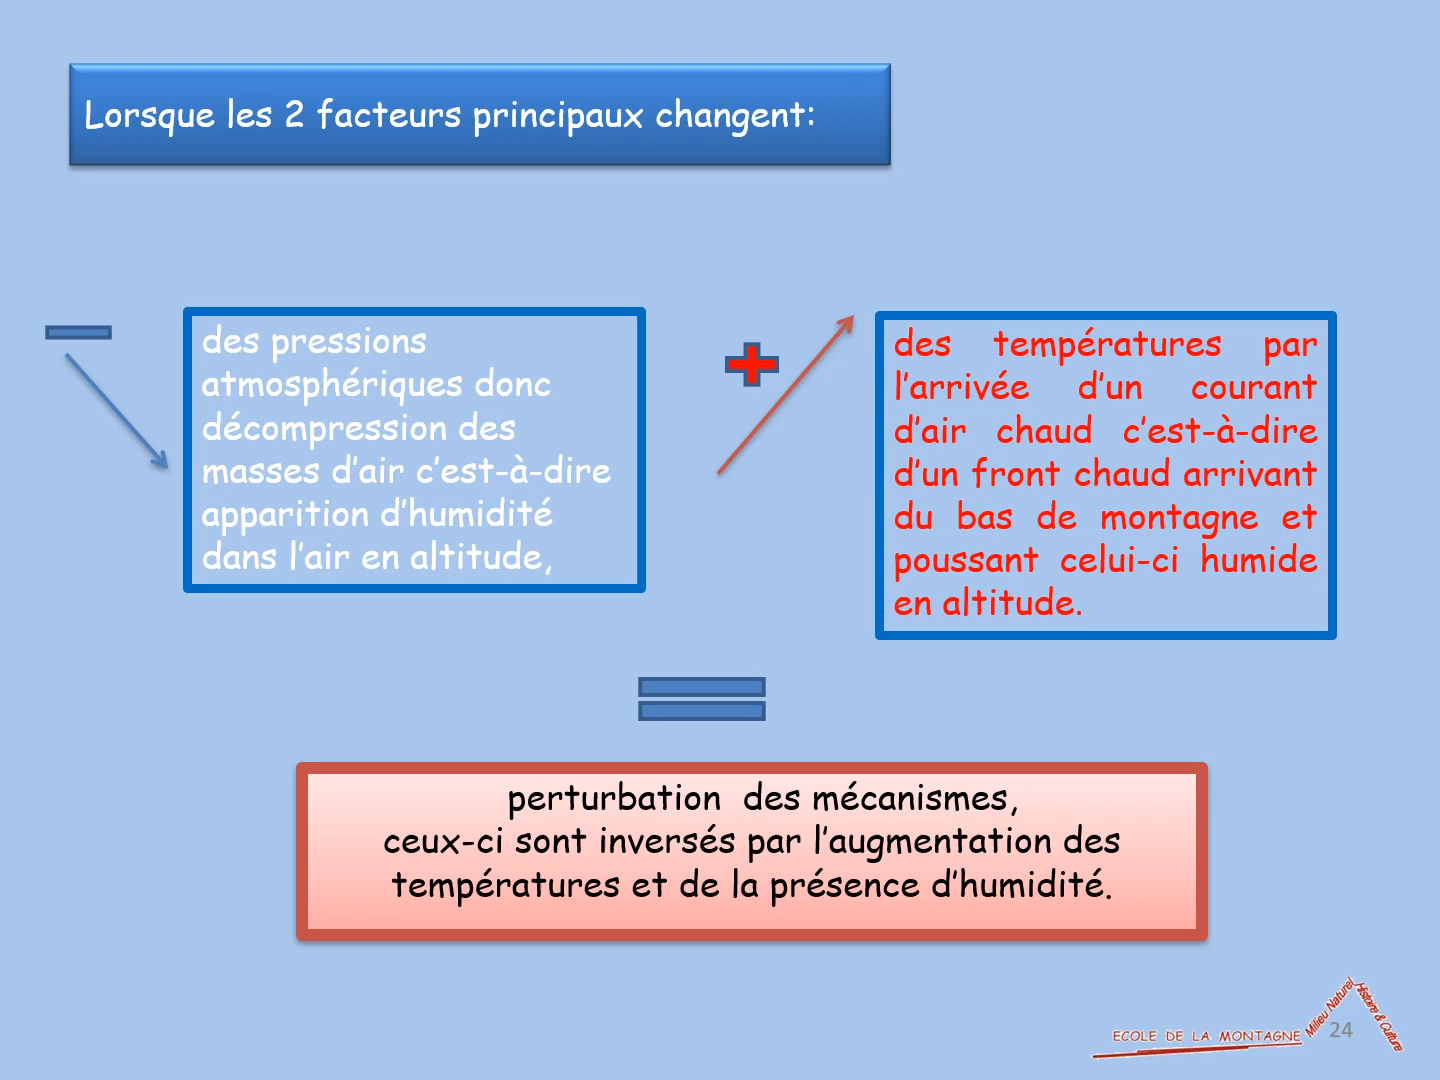 Lorsque les 2 facteurs principaux changent:
des pressions
atmosphériques donc
décompression des
masses d’air c’est-à-dire
apparition d’humidité
dans l’air en altitude,
des températures par
l’arrivée d’un courant
d’air chaud c’est-à-dire
d’un front chaud arrivant
du bas de montagne et
poussant celui-ci humide
en altitude.
perturbation des mécanismes,
ceux-ci sont inversés par l’augmentation des
températures et de la présence d’humidité.
ECOLE DE LA MONTAGNE
Milieu Naturel
Histoire & Culture
24